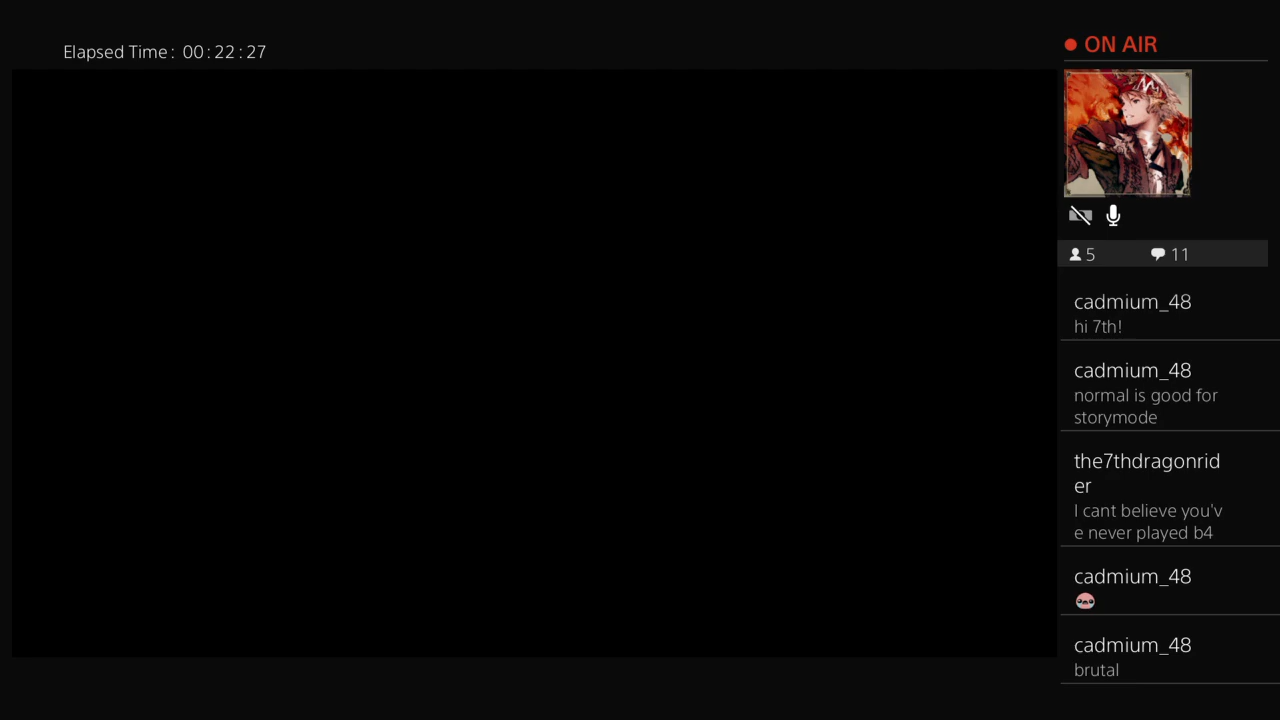 Elapsed Time: 00:22:27
ON AIR
5
11
cadmium_48
hi 7th!
cadmium_48
normal is good for
storymode
the7thdragonrid
er
I cant believe you'v
e never played b4
cadmium_48
cadmium_48
brutal